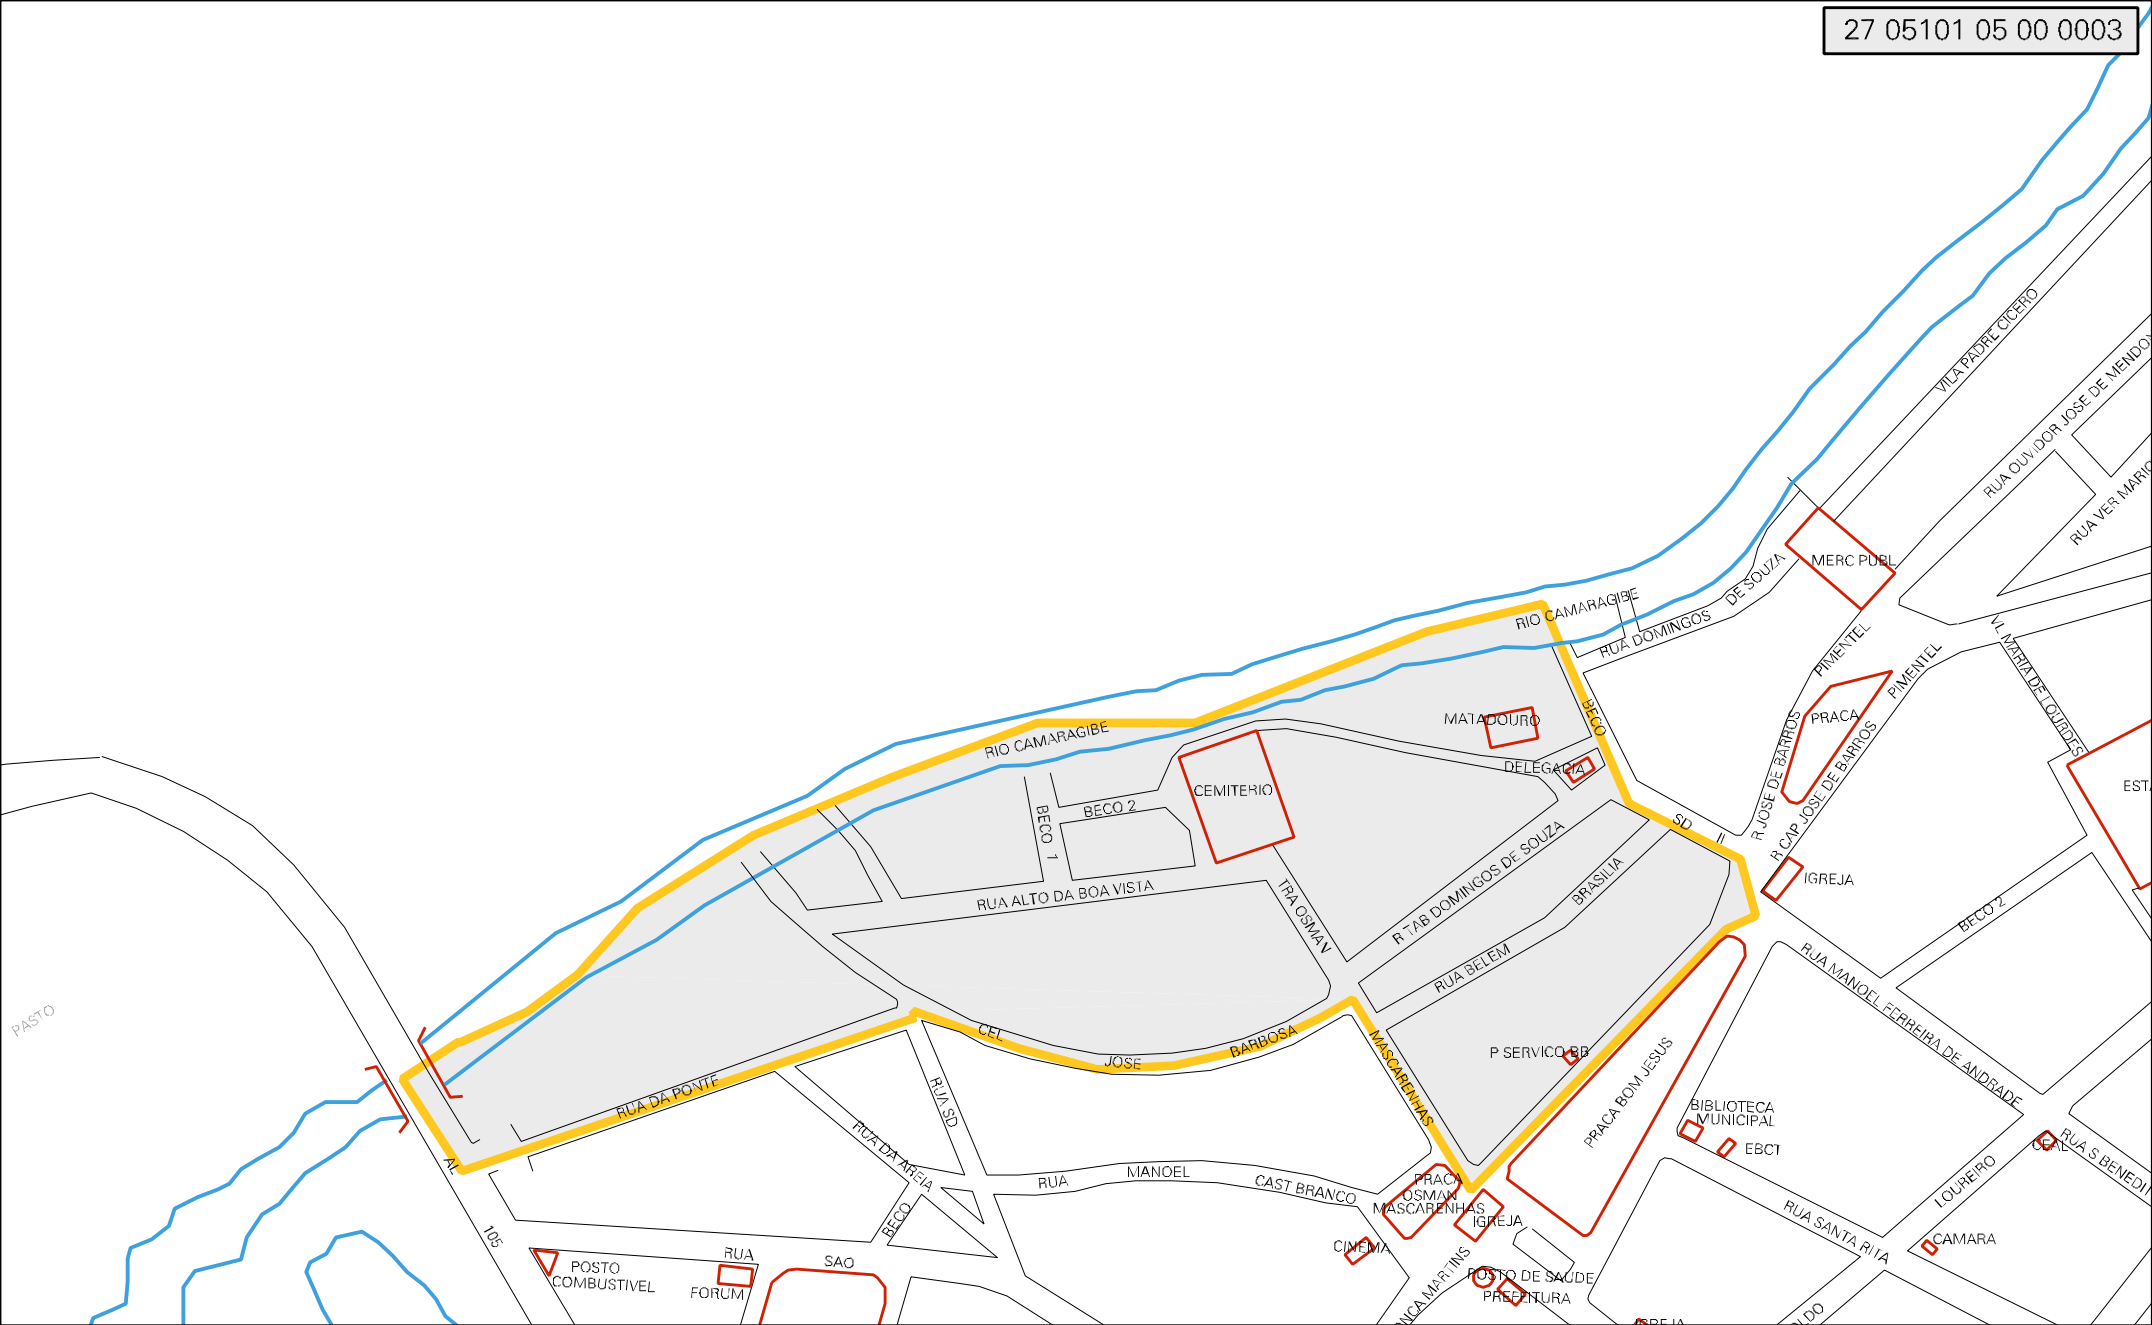 27 05101 05 00 0003
VILA PADRE CICERO
RUA OUVIDOR JOSE DE MENDO
RUA VER MARIO
MERC PUBL
DE SOUZA
RUA DOMINGOS
RIO CAMARAGIBE
PIMENTEL
PIMENTEL
VL MARIA DE LOURDES
PRACA
R JOSE DE BARROS
R CAP JOSE DE BARROS
BECO
MATADOURO
DELEGACIA
RIO CAMARAGIBE
CEMITERIO
BECO 2
BECO 1
SD
II
EST
R TAB DOMINGOS DE SOUZA
BRASILIA
IGREJA
RUA ALTO DA BOA VISTA
TRA OSMAN
BECO 2
RUA BELEM
RUA MANOEL FERREIRA DE ANDRADE
PASTO
CEL
JOSE
BARBOSA
MASCARENHAS
P SERVICO BB
PRACA BOM JESUS
RUA DA PONTE
RUA SD
BIBLIOTECA
MUNICIPAL
EBCT
CEAL
RUA S BENEDI
RUA DA AREIA
AL
105
RUA
MANOEL
CAST BRANCO
PRACA
OSMAN
MASCARENHAS
IGREJA
LOUREIRO
RUA SANTA RITA
CAMARA
BECO
RUA
SAO
CINEMA
POSTO
COMBUSTIVEL
FORUM
NCA MARTINS
POSTO DE SAUDE
PREFEITURA
OLDO